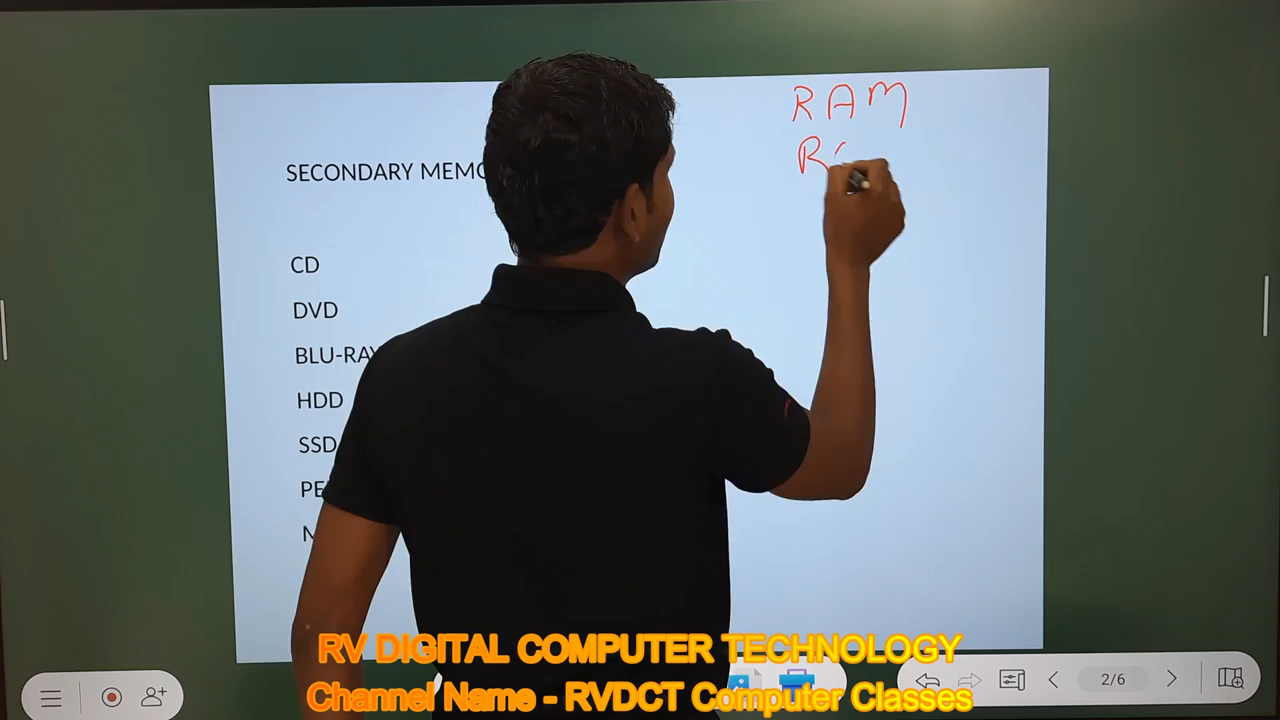 SECONDARY MEMO
RAM
R
CD
DVD
BLU-RAY
HDD
SSD
2/6
RV DIGITAL COMPUTER TECHNOLOGY
Channel Name - RVDCT Computer Classes